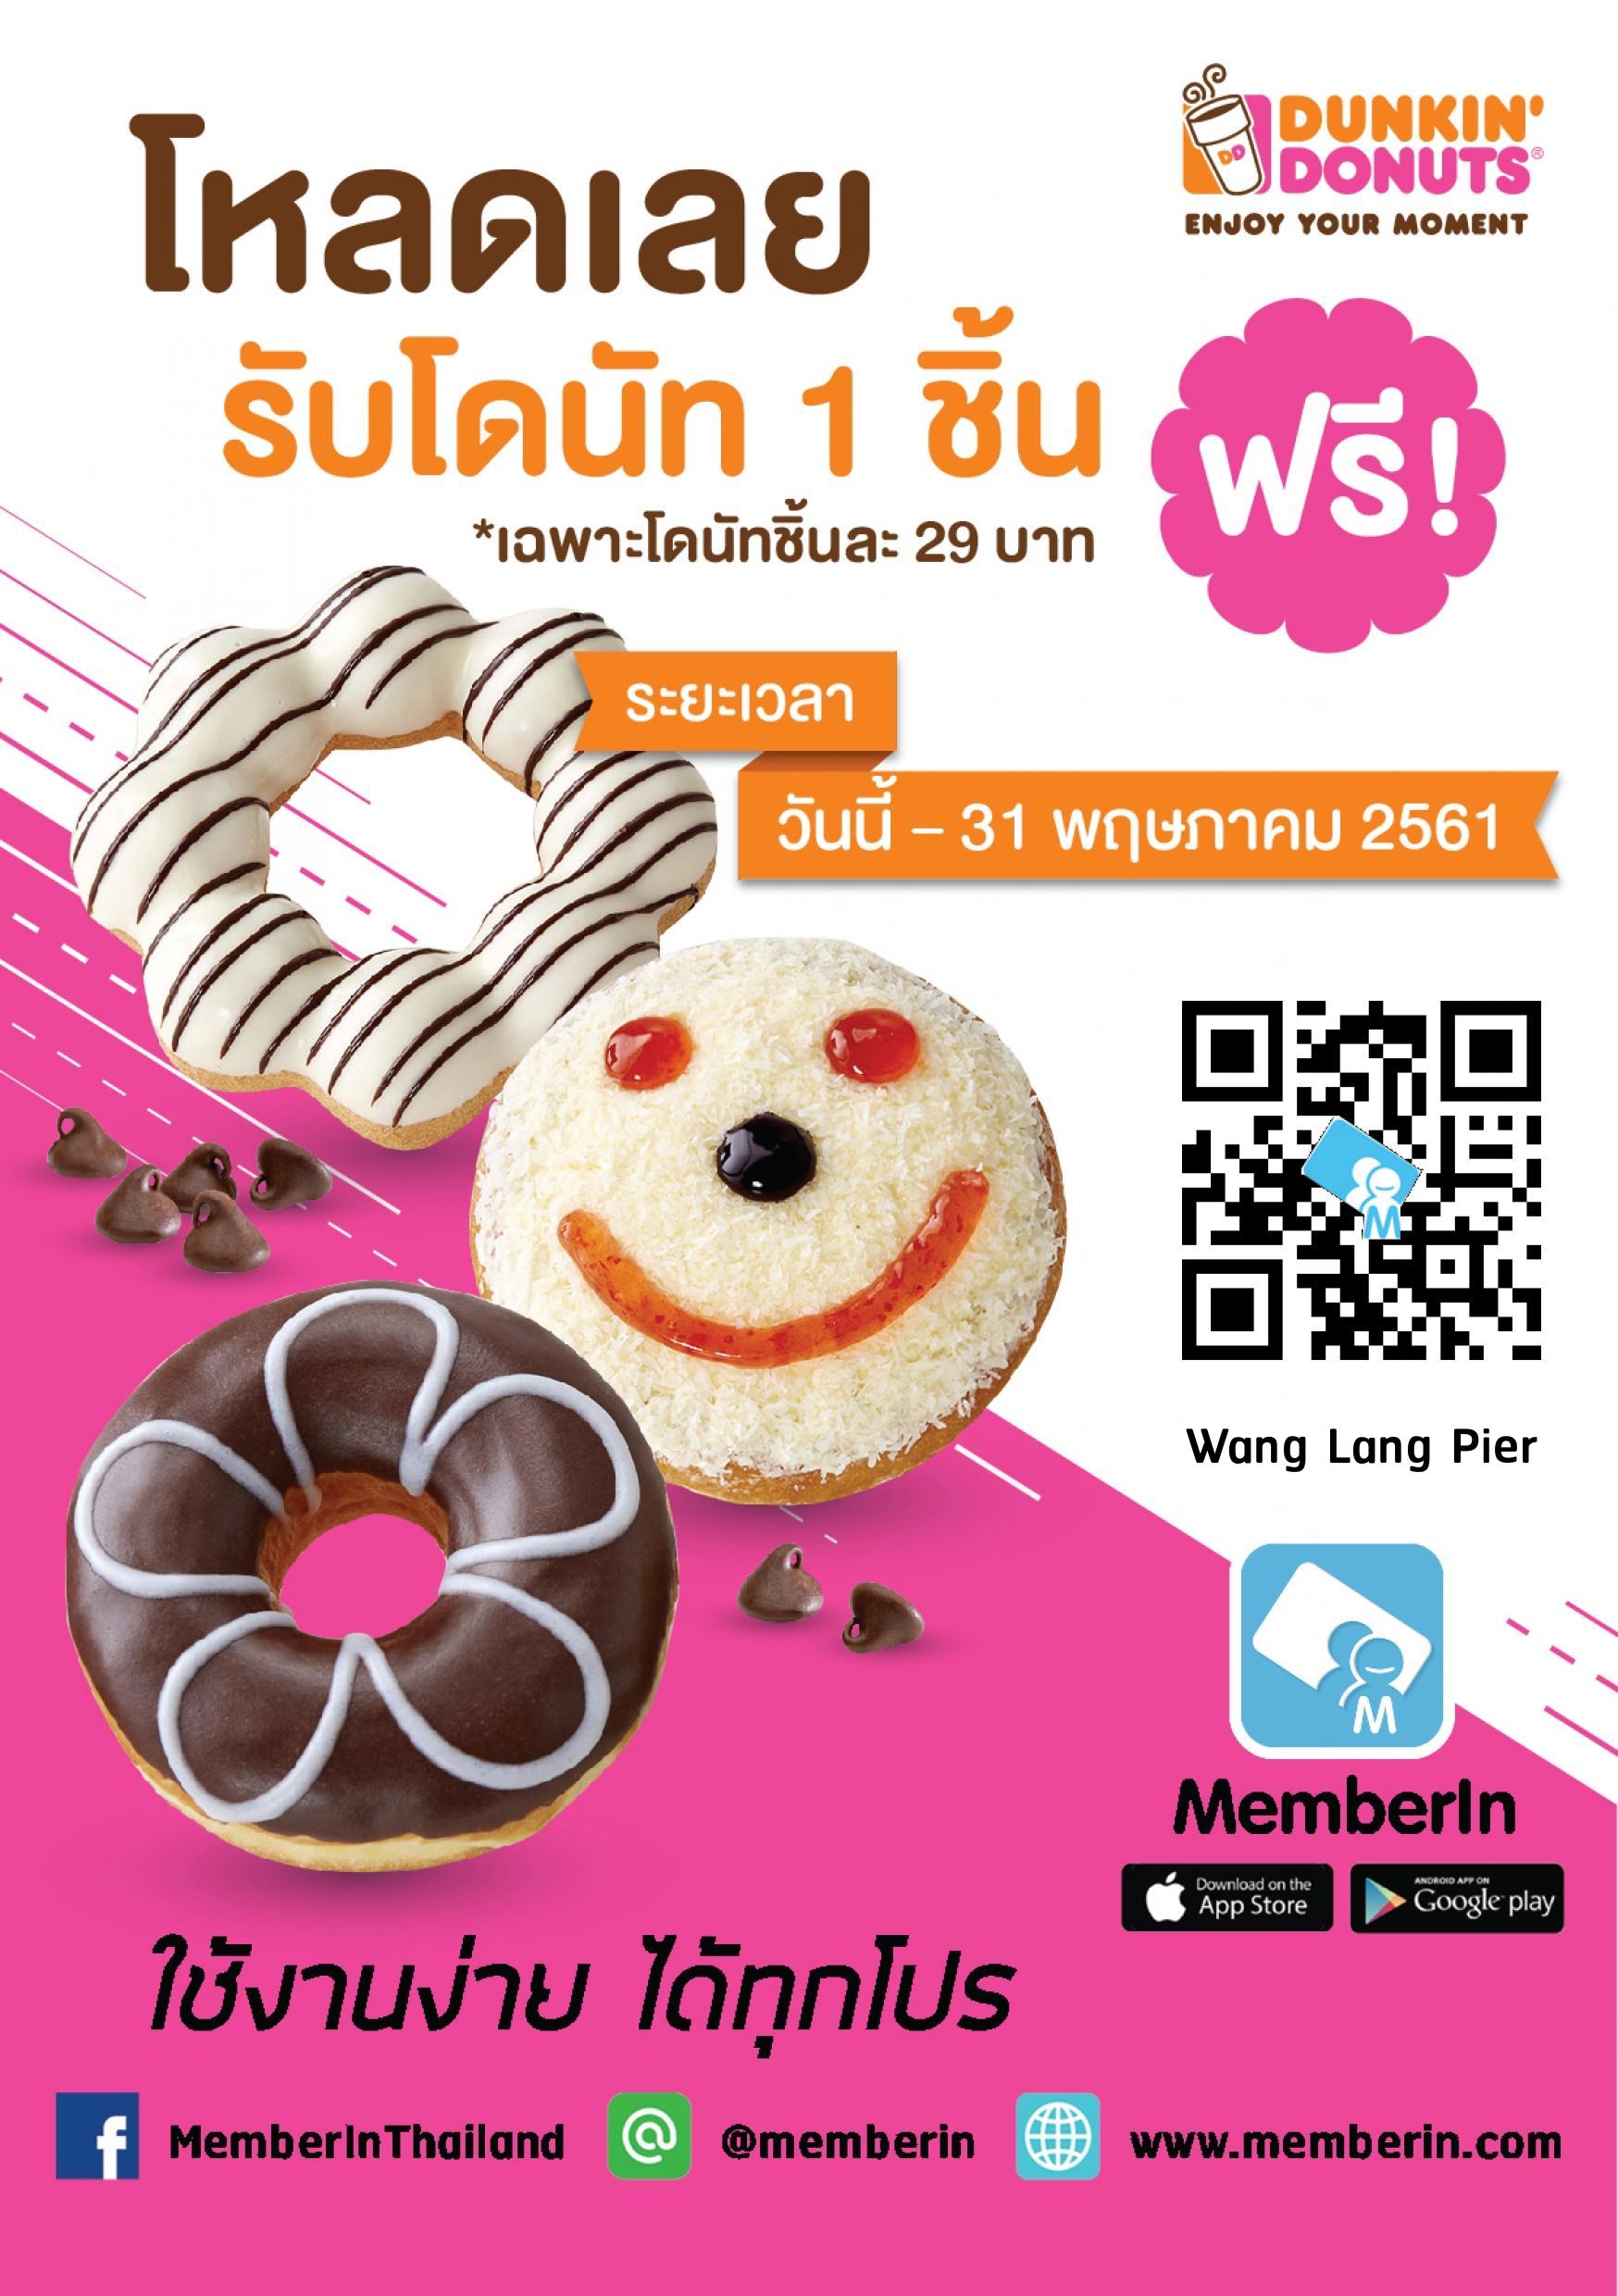 โหลดเลย
DUNKIN'
DONUTS®
ENJOY YOUR MOMENT
รับโดนัท 1 ชิ้น
ฟรี!
*เฉพาะโดนัทชิ้นละ 29 บาท
ระยะเวลา
วันนี้ – 31 พฤษภาคม 2561
M
Wang Lang Pier
M
MemberIn
Download on the
App Store
ANDROID APP ON
Google play
ใช้งานง่าย ได้ทุกโปร
f MemberInThailand @ @memberin www.memberin.com